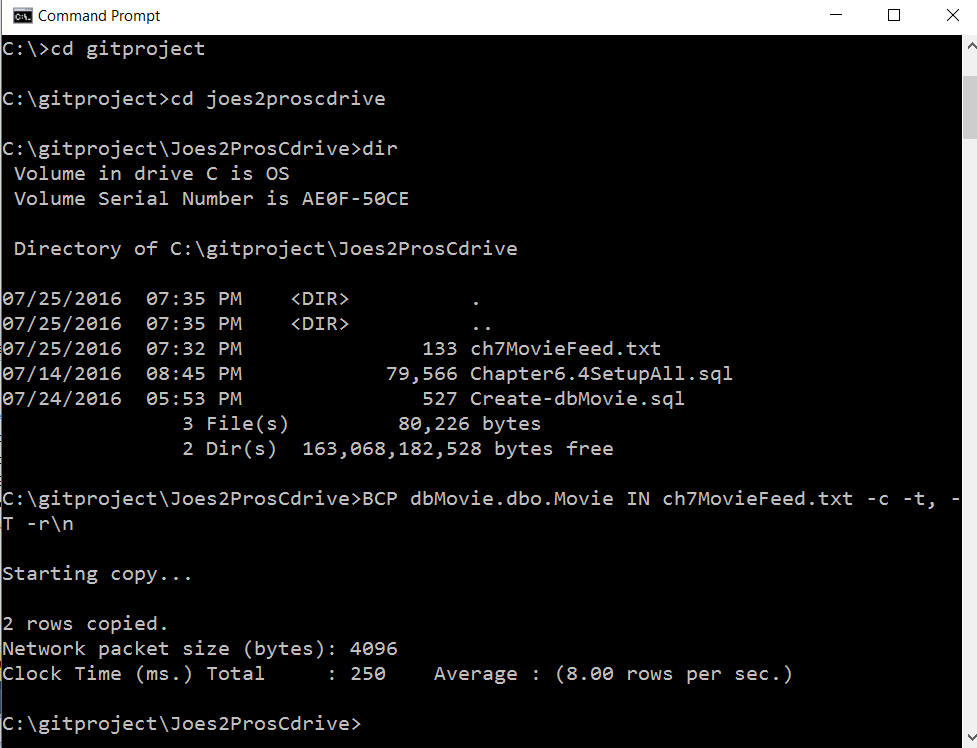 Command Prompt
C:\>cd gitproject
C:\gitproject>cd joes2proscdrive
C:\gitproject\Joes2ProsCdrive>dir
 Volume in drive C is OS
 Volume Serial Number is AE0F-50CE
 Directory of C:\gitproject\Joes2ProsCdrive
07/25/2016  07:35 PM    <DIR>          .
07/25/2016  07:35 PM    <DIR>          ..
07/25/2016  07:32 PM               133 ch7MovieFeed.txt
07/14/2016  08:45 PM            79,566 Chapter6.4SetupAll.sql
07/24/2016  05:53 PM               527 Create-dbMovie.sql
               3 File(s)         80,226 bytes
               2 Dir(s)  163,068,182,528 bytes free
C:\gitproject\Joes2ProsCdrive>BCP dbMovie.dbo.Movie IN ch7MovieFeed.txt -c -t, -
T -r\n
Starting copy...
2 rows copied.
Network packet size (bytes): 4096
Clock Time (ms.) Total     : 250    Average : (8.00 rows per sec.)
C:\gitproject\Joes2ProsCdrive>